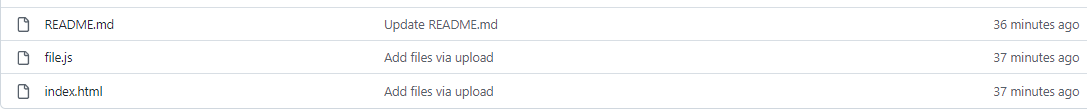 README.md Update README.md 36 minutes ago
file.js Add files via upload 37 minutes ago
index.html Add files via upload 37 minutes ago